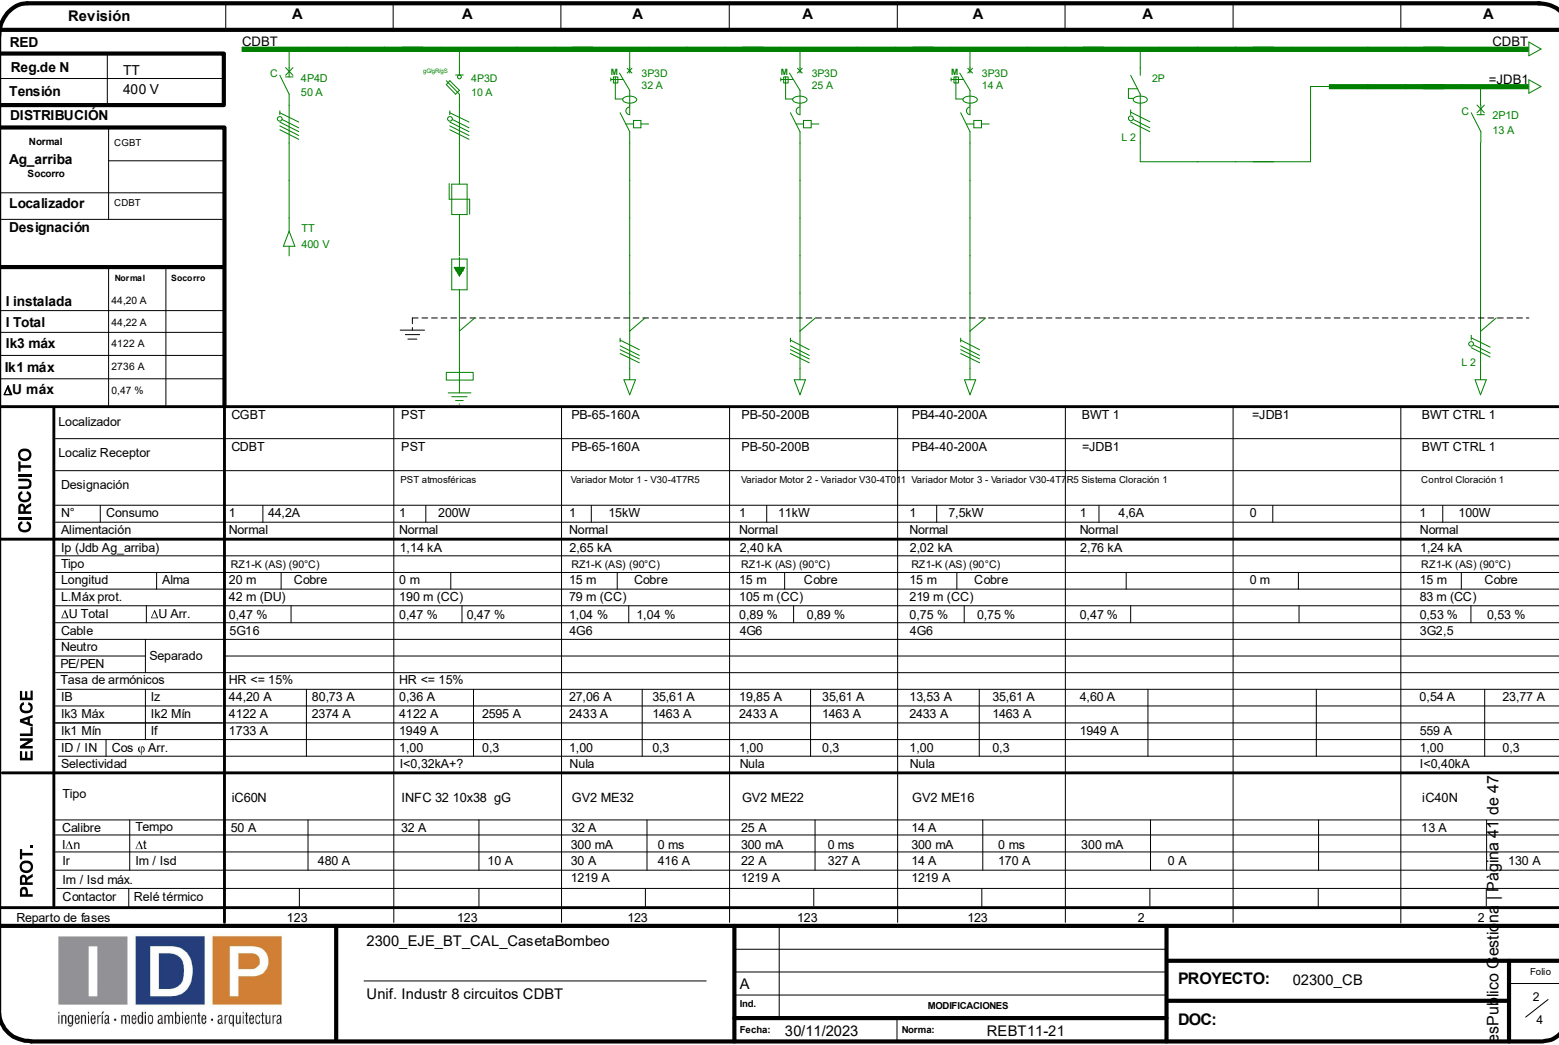 Revisión A A A A A A A
RED
Reg.de N TT
Tensión 400 V
DISTRIBUCIÓN
Normal CGBT
Ag_arriba
Socorro
Localizador CDBT
Designación
Normal Socorro
I instalada 44,20 A
I Total 44,22 A
Ik3 máx 4122 A
Ik1 máx 2736 A
ΔU máx 0,47 %
CDBT CDBT
=JDB1
C 4P4D
50 A
TT
400 V
4P3D
10 A
M 3P3D
32 A
M 3P3D
25 A
M 3P3D
14 A
2P
L 2
C 2P1D
13 A
L 2
CIRCUITO
Localizador CGBT PST PB-65-160A PB-50-200B PB4-40-200A BWT 1 =JDB1 BWT CTRL 1
Localiz Receptor CDBT PST PB-65-160A PB-50-200B PB4-40-200A =JDB1 BWT CTRL 1
Designación PST atmosféricas Variador Motor 1 - V30-4T7R5 Variador Motor 2 - Variador V30-4T011 Variador Motor 3 - Variador V30-4T7R5 Sistema Cloración 1 Control Cloración 1
N° Consumo 1 44,2A 1 200W 1 15kW 1 11kW 1 7,5kW 1 4,6A 0 1 100W
Alimentación Normal Normal Normal Normal Normal Normal Normal
ENLACE
Ip (Jdb Ag_arriba) 1,14 kA 2,65 kA 2,40 kA 2,02 kA 2,76 kA 1,24 kA
Tipo RZ1-K (AS) (90°C) RZ1-K (AS) (90°C) RZ1-K (AS) (90°C) RZ1-K (AS) (90°C) RZ1-K (AS) (90°C)
Longitud Alma 20 m Cobre 0 m 15 m Cobre 15 m Cobre 15 m Cobre 0 m 15 m Cobre
L.Máx prot. 42 m (DU) 190 m (CC) 79 m (CC) 105 m (CC) 219 m (CC) 83 m (CC)
ΔU Total ΔU Arr. 0,47 % 0,47 % 0,47 % 1,04 % 1,04 % 0,89 % 0,89 % 0,75 % 0,75 % 0,47 % 0,53 % 0,53 %
Cable 5G16 4G6 4G6 4G6 3G2,5
Neutro
Separado
PE/PEN
Tasa de armónicos HR <= 15% HR <= 15%
IB Iz 44,20 A 80,73 A 0,36 A 27,06 A 35,61 A 19,85 A 35,61 A 13,53 A 35,61 A 4,60 A 0,54 A 23,77 A
Ik3 Máx Ik2 Mín 4122 A 2374 A 4122 A 2595 A 2433 A 1463 A 2433 A 1463 A 2433 A 1463 A
Ik1 Mín If 1733 A 1949 A 1949 A 559 A
ID / IN Cos φ Arr. 1,00 0,3 1,00 0,3 1,00 0,3 1,00 0,3 1,00 0,3
Selectividad I<0,32kA+? Nula Nula Nula I<0,40kA
PROT.
Tipo iC60N INFC 32 10x38 gG GV2 ME32 GV2 ME22 GV2 ME16 iC40N
Calibre Tempo 50 A 32 A 32 A 25 A 14 A 13 A
IΔn Δt 300 mA 0 ms 300 mA 0 ms 300 mA 0 ms 300 mA
Ir Im / Isd 480 A 10 A 30 A 416 A 22 A 327 A 14 A 170 A 0 A 130 A
Im / Isd máx. 1219 A 1219 A 1219 A
Contactor Relé térmico
Reparto de fases 123 123 123 123 123 2 2
esPublico Gestiona | Pàgina 41 de 47
IDP
ingeniería · medio ambiente · arquitectura
2300_EJE_BT_CAL_CasetaBombeo
Unif. Industr 8 circuitos CDBT
A
Ind. MODIFICACIONES
Fecha: 30/11/2023 Norma: REBT11-21
PROYECTO: 02300_CB
DOC:
Folio
2/4